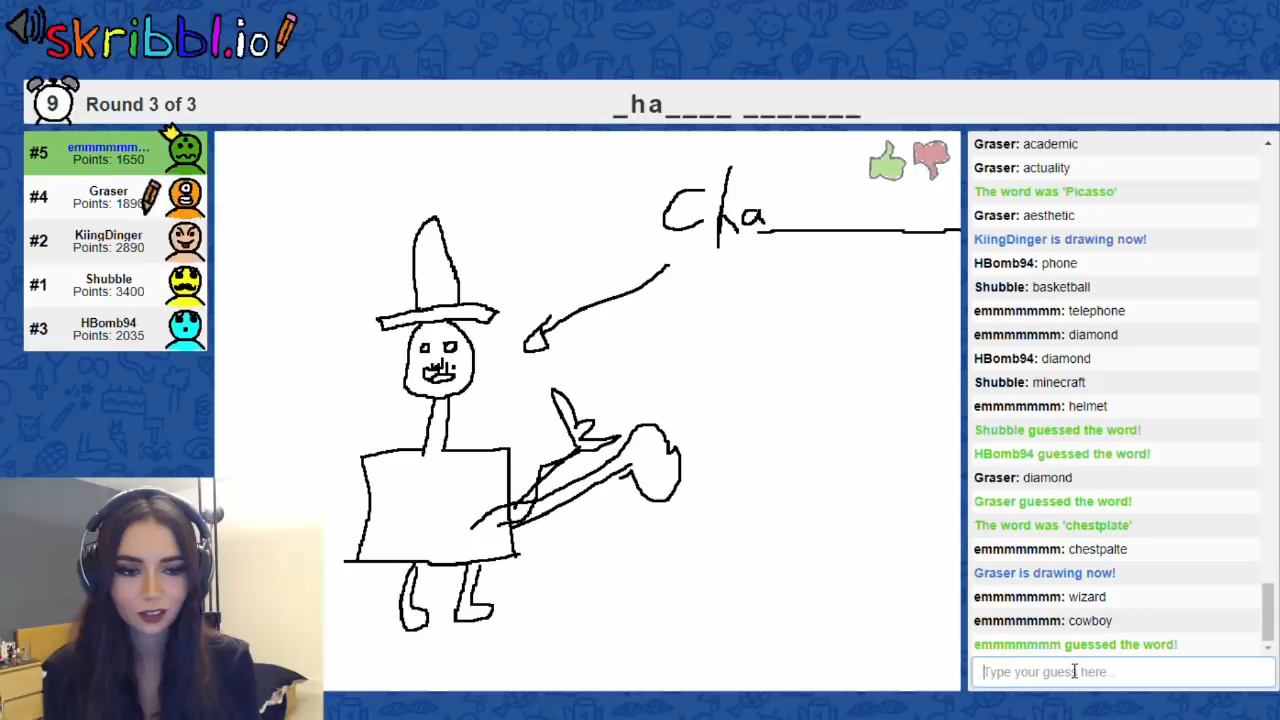 skribbl.io
9
Round 3 of 3
_ha____ _______
#5
emmmmmm...
Points: 1650
#4
Graser
Points: 1890
#2
KiingDinger
Points: 2890
#1
Shubble
Points: 3400
#3
HBomb94
Points: 2035
Cha
Graser: academic
Graser: actuality
The word was 'Picasso'
Graser: aesthetic
KiingDinger is drawing now!
HBomb94: phone
Shubble: basketball
emmmmmmm: telephone
emmmmmmm: diamond
HBomb94: diamond
Shubble: minecraft
emmmmmmm: helmet
Shubble guessed the word!
HBomb94 guessed the word!
Graser: diamond
Graser guessed the word!
The word was 'chestplate'
emmmmmmm: chestpalte
Graser is drawing now!
emmmmmmm: wizard
emmmmmmm: cowboy
emmmmmmm guessed the word!
Type your guess here...